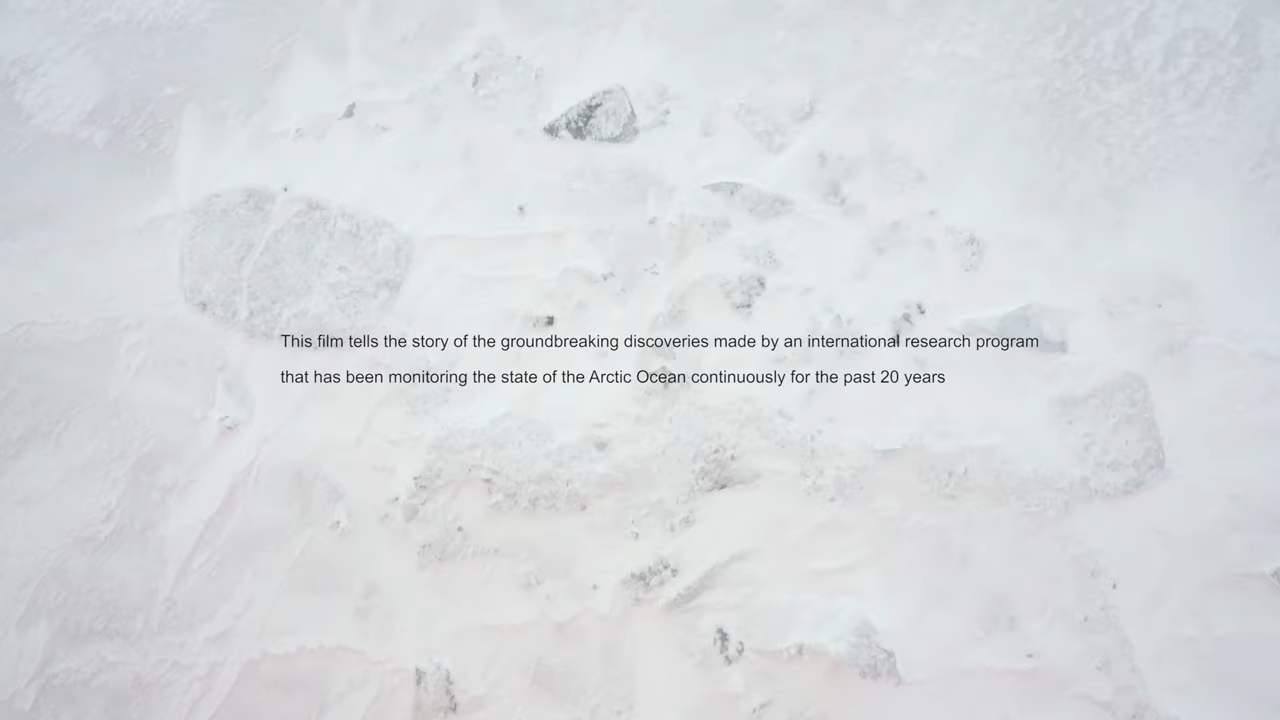 This film tells the story of the groundbreaking discoveries made by an international research program
that has been monitoring the state of the Arctic Ocean continuously for the past 20 years